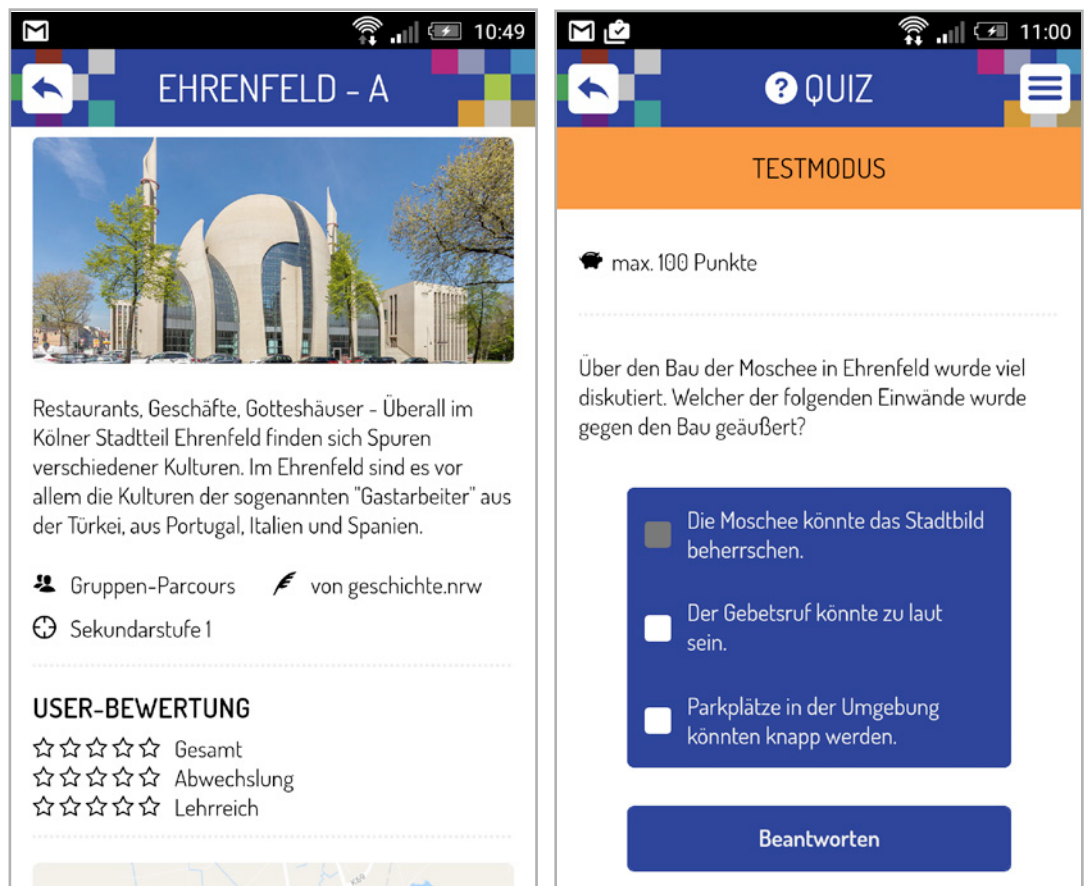 10:49
EHRENFELD - A
Restaurants, Geschäfte, Gotteshäuser - Überall im
Kölner Stadtteil Ehrenfeld finden sich Spuren
verschiedener Kulturen. Im Ehrenfeld sind es vor
allem die Kulturen der sogenannten "Gastarbeiter" aus
der Türkei, aus Portugal, Italien und Spanien.
Gruppen-Parcours von geschichte.nrw
Sekundarstufe 1
USER-BEWERTUNG
Gesamt
Abwechslung
Lehrreich
K69
11:00
? QUIZ
TESTMODUS
max. 100 Punkte
Über den Bau der Moschee in Ehrenfeld wurde viel
diskutiert. Welcher der folgenden Einwände wurde
gegen den Bau geäußert?
Die Moschee könnte das Stadtbild
beherrschen.
Der Gebetsruf könnte zu laut
sein.
Parkplätze in der Umgebung
könnten knapp werden.
Beantworten